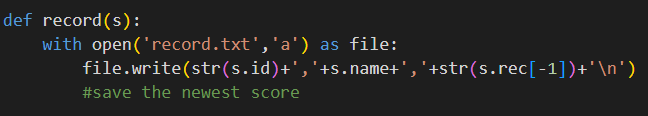 def record(s):
    with open('record.txt','a') as file:
        file.write(str(s.id)+','+s.name+','+str(s.rec[-1])+'\n')
        #save the newest score